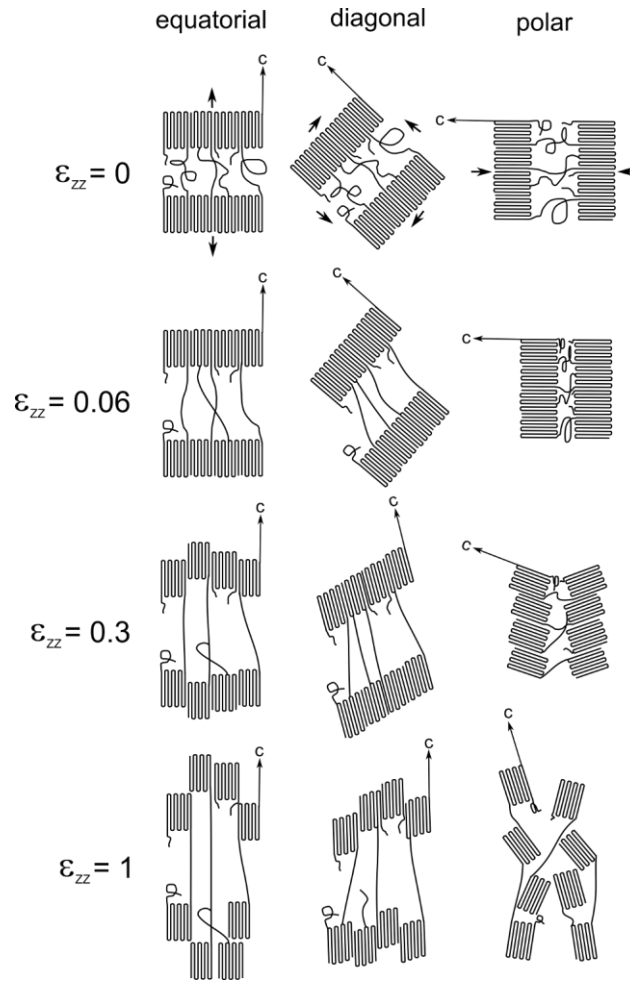 equatorial diagonal polar
c c c
ε_zz = 0
c c c
ε_zz = 0.06
c c c
ε_zz = 0.3
c c c
ε_zz = 1